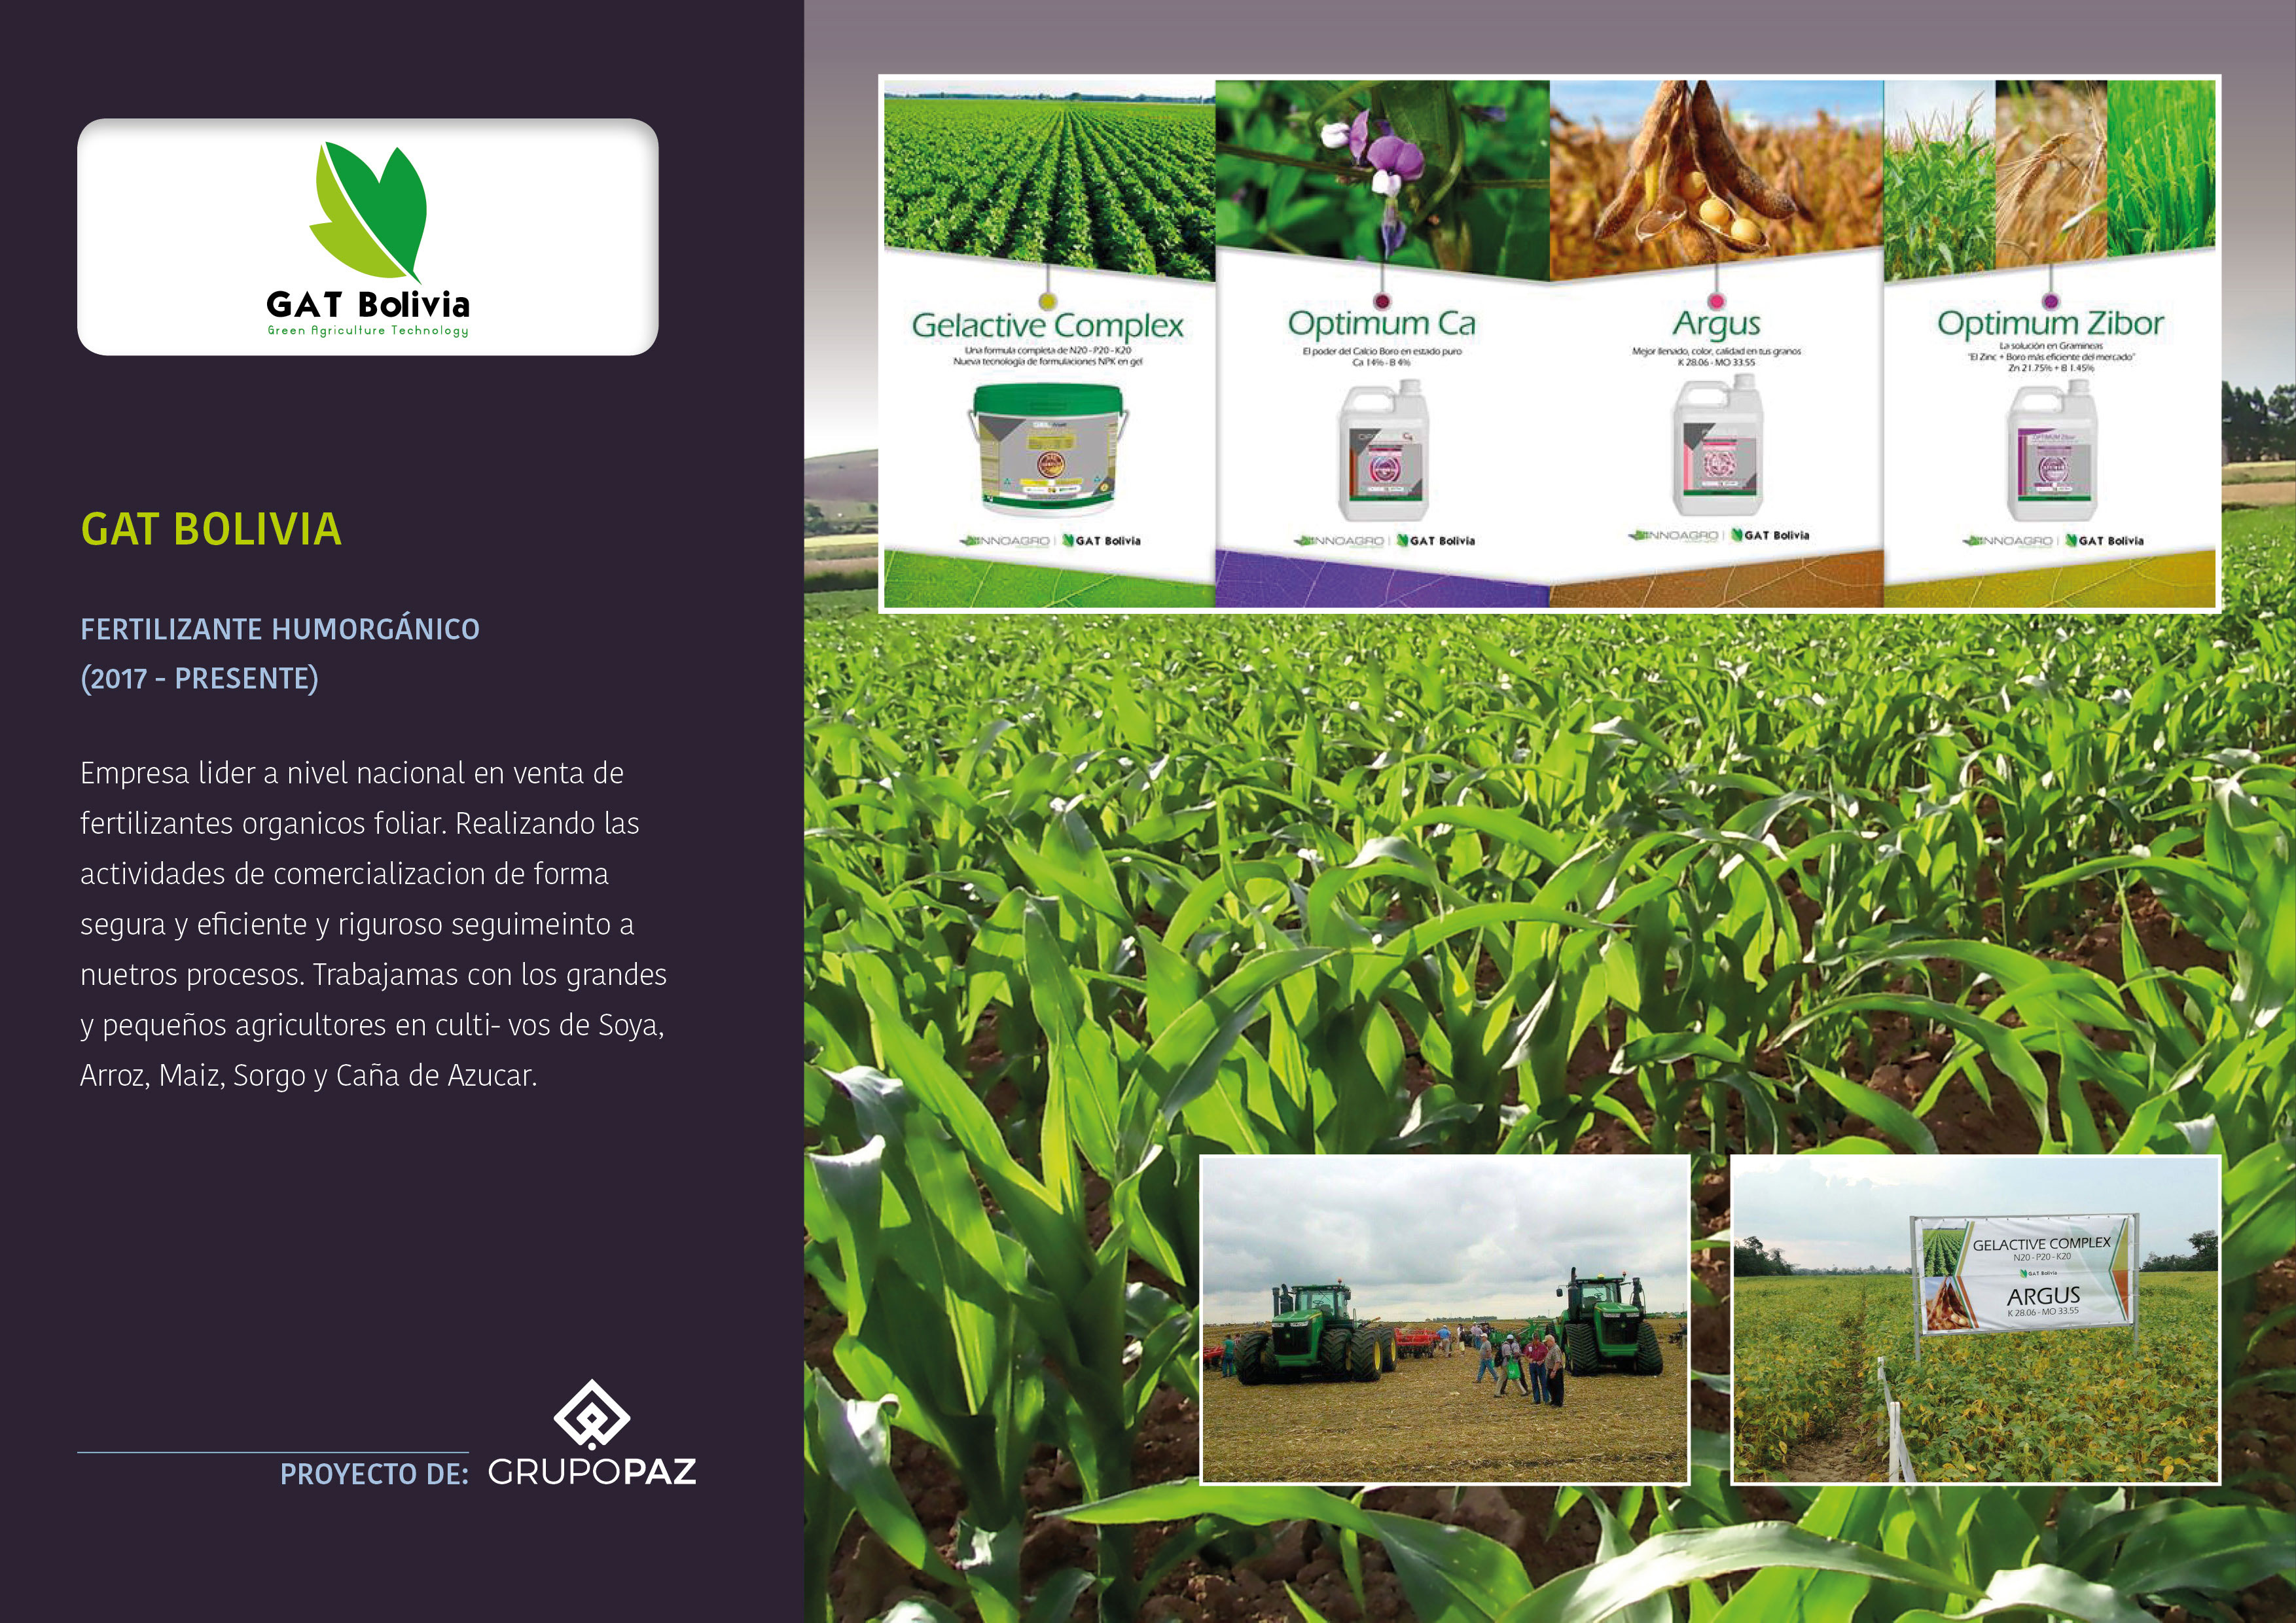 GAT Bolivia
Green Agriculture Technology
GAT BOLIVIA
FERTILIZANTE HUMORGÁNICO
(2017 - PRESENTE)
Empresa lider a nivel nacional en venta de
fertilizantes organicos foliar. Realizando las
actividades de comercializacion de forma
segura y eficiente y riguroso seguimeinto a
nuetros procesos. Trabajamas con los grandes
y pequeños agricultores en culti- vos de Soya,
Arroz, Maiz, Sorgo y Caña de Azucar.
PROYECTO DE: GRUPOPAZ
Gelactive Complex
Una formula completa de N20 - P20 - K20
Nueva tecnología de formulaciones NPK en gel
INNOAGRO | GAT Bolivia
Optimum Ca
El poder del Calcio Boro en estado puro
Ca 14% - B 4%
INNOAGRO | GAT Bolivia
Argus
Mejor llenado, color, calidad en tus granos
K 28.06 - MO 33.55
INNOAGRO | GAT Bolivia
Optimum Zibor
La solución en Gramineas
"El Zinc + Boro más eficiente del mercado"
Zn 21.75% + B 1.45%
OPTIMUM Zibor
INNOAGRO | GAT Bolivia
GELACTIVE COMPLEX
N20 - P20 - K20
GAT Bolivia
ARGUS
K 28.06 - MO 33.55